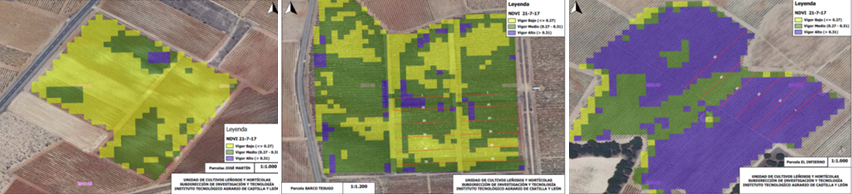 Leyenda
NDVI 21-7-17
Vigor Bajo (<= 0.27)
Vigor Medio (0.27 - 0.31)
Vigor Alto (> 0.31)
Parcelas JOSÉ MARTÍN
1:1.000
UNIDAD DE CULTIVOS LEÑOSOS Y HORTÍCOLAS
SUBDIRECCIÓN DE INVESTIGACIÓN Y TECNOLOGÍA
INSTITUTO TECNOLÓGICO AGRARIO DE CASTILLA Y LEÓN
Leyenda
NDVI 21-7-17
Vigor Bajo (<= 0.27)
Vigor Medio (0.27 - 0.31)
Vigor Alto (> 0.31)
Parcela BARCO TERUJO
1:1.200
UNIDAD DE CULTIVOS LEÑOSOS Y HORTÍCOLAS
SUBDIRECCIÓN DE INVESTIGACIÓN Y TECNOLOGÍA
INSTITUTO TECNOLÓGICO AGRARIO DE CASTILLA Y LEÓN
Leyenda
NDVI 21-7-17
Vigor Bajo (<= 0.27)
Vigor Medio (0.27 - 0.31)
Vigor Alto (> 0.31)
Parcela EL INFIERNO
1:1.000
UNIDAD DE CULTIVOS LEÑOSOS Y HORTÍCOLAS
SUBDIRECCIÓN DE INVESTIGACIÓN Y TECNOLOGÍA
INSTITUTO TECNOLÓGICO AGRARIO DE CASTILLA Y LEÓN